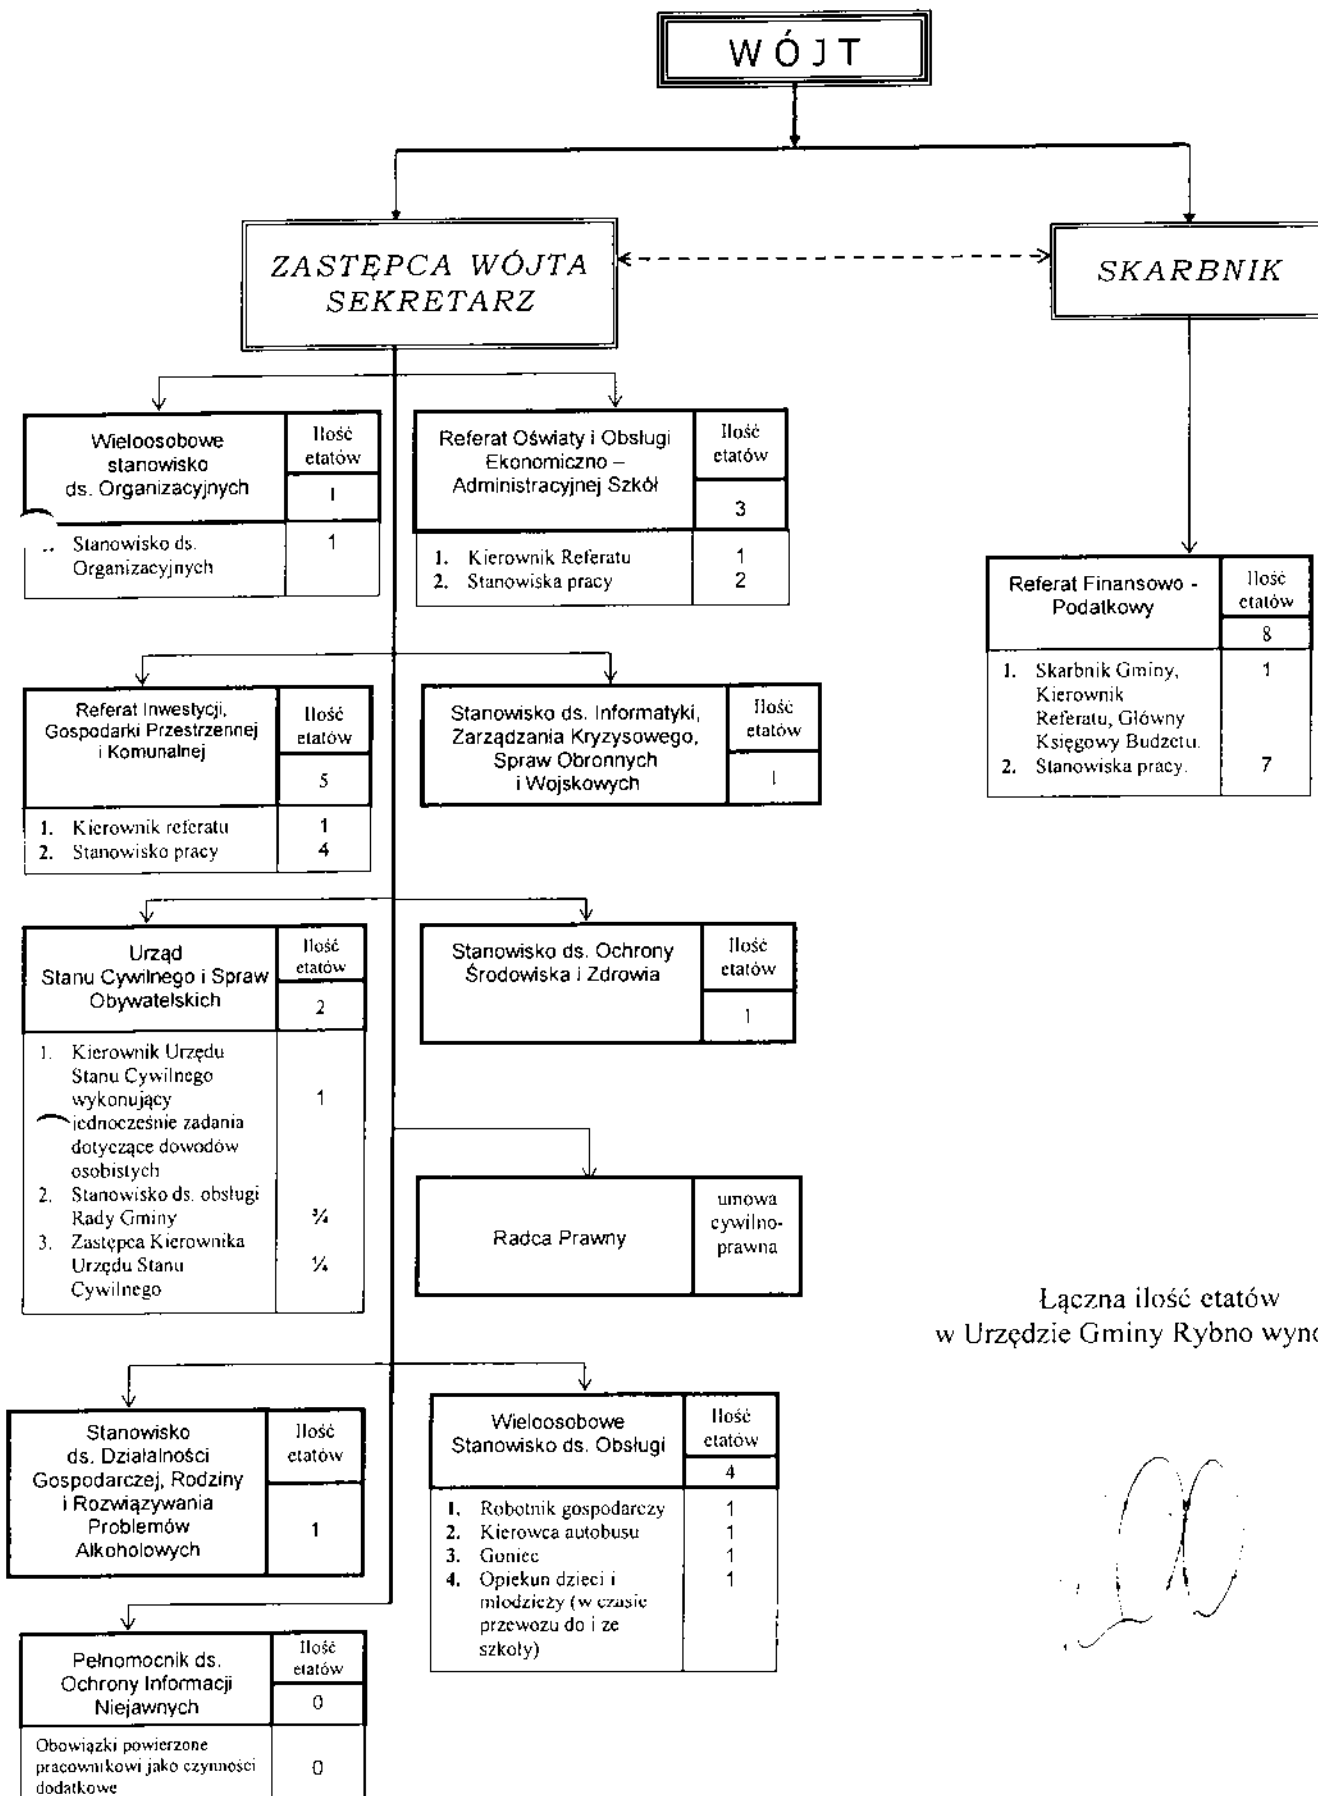 WÓJT
ZASTĘPCA WÓJTA
SEKRETARZ
SKARBNIK
Wieloosobowe
stanowisko
ds. Organizacyjnych
Ilość
etatów
1
Stanowisko ds.
Organizacyjnych
1
Referat Oświaty i Obsługi
Ekonomiczno –
Administracyjnej Szkół
Ilość
etatów
3
1. Kierownik Referatu 1
2. Stanowiska pracy 2
Referat Finansowo -
Podatkowy
Ilość
etatów
8
1. Skarbnik Gminy, 1
Kierownik
Referatu, Główny
Księgowy Budżetu.
2. Stanowiska pracy. 7
Referat Inwestycji,
Gospodarki Przestrzennej
i Komunalnej
Ilość
etatów
5
1. Kierownik referatu 1
2. Stanowisko pracy 4
Stanowisko ds. Informatyki,
Zarządzania Kryzysowego,
Spraw Obronnych
i Wojskowych
Ilość
etatów
1
Urząd
Stanu Cywilnego i Spraw
Obywatelskich
Ilość
etatów
2
1. Kierownik Urzędu
Stanu Cywilnego
wykonujący 1
jednocześnie zadania
dotyczące dowodów
osobistych
2. Stanowisko ds. obsługi
Rady Gminy ¾
3. Zastępca Kierownika
Urzędu Stanu ¼
Cywilnego
Stanowisko ds. Ochrony
Środowiska i Zdrowia
Ilość
etatów
1
Radca Prawny
umowa
cywilno-
prawna
Łączna ilość etatów
w Urzędzie Gminy Rybno
Stanowisko
ds. Działalności
Gospodarczej, Rodziny
i Rozwiązywania
Problemów
Alkoholowych
Ilość
etatów
1
Wieloosobowe
Stanowisko ds. Obsługi
Ilość
etatów
4
1. Robotnik gospodarczy 1
2. Kierowca autobusu 1
3. Goniec 1
4. Opiekun dzieci i 1
młodzieży (w czasie
przewozu do i ze
szkoły)
Pełnomocnik ds.
Ochrony Informacji
Niejawnych
Ilość
etatów
0
Obowiązki powierzone
pracownikowi jako czynności
dodatkowe
0